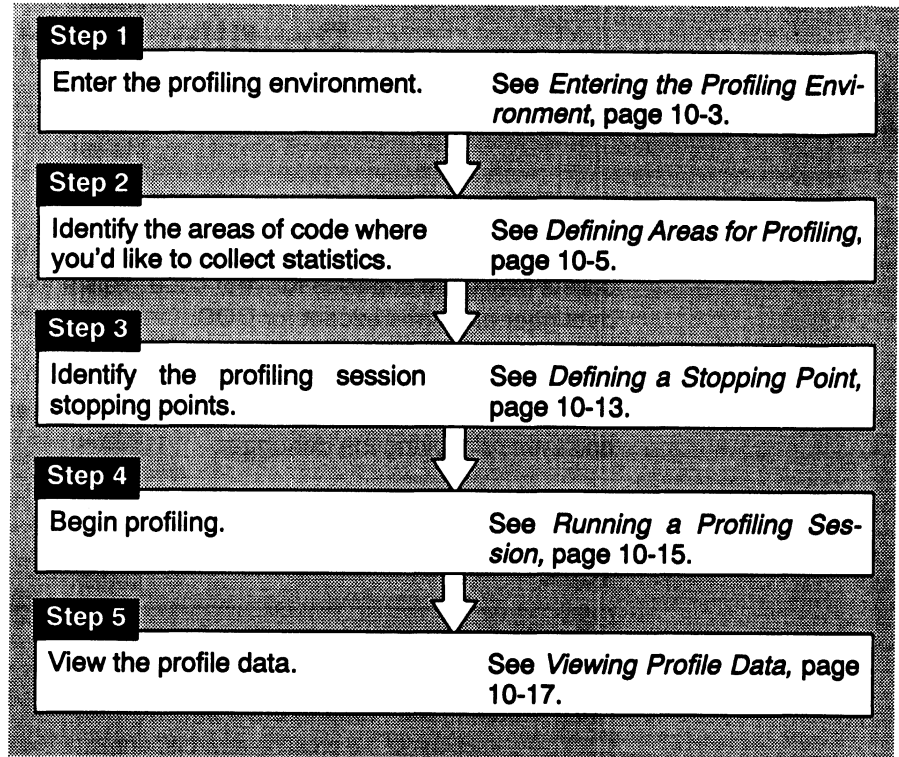 Step 1
Enter the profiling environment.
See Entering the Profiling Envi-
ronment, page 10-3.
Step 2
Identify the areas of code where
you'd like to collect statistics.
See Defining Areas for Profiling,
page 10-5.
Step 3
Identify the profiling session
stopping points.
See Defining a Stopping Point,
page 10-13.
Step 4
Begin profiling.
See Running a Profiling Ses-
sion, page 10-15.
Step 5
View the profile data.
See Viewing Profile Data, page
10-17.